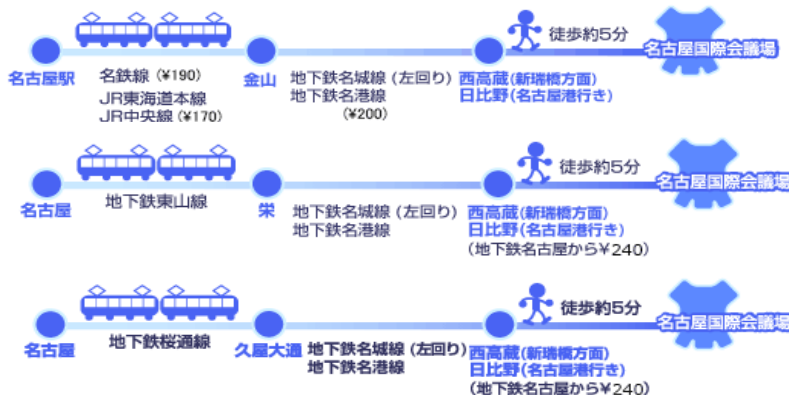 徒歩約5分
名古屋国際会議場
名古屋駅
名鉄線 (¥190)
JR東海道本線
JR中央線 (¥170)
金山
地下鉄名城線 (左回り)
地下鉄名港線
(¥200)
西高蔵(新瑞橋方面)
日比野(名古屋港行き)
徒歩約5分
名古屋国際会議場
名古屋
地下鉄東山線
栄
地下鉄名城線 (左回り)
地下鉄名港線
西高蔵(新瑞橋方面)
日比野(名古屋港行き)
(地下鉄名古屋から¥240)
徒歩約5分
名古屋国際会議場
名古屋
地下鉄桜通線
久屋大通
地下鉄名城線 (左回り)
地下鉄名港線
西高蔵(新瑞橋方面)
日比野(名古屋港行き)
(地下鉄名古屋から¥240)